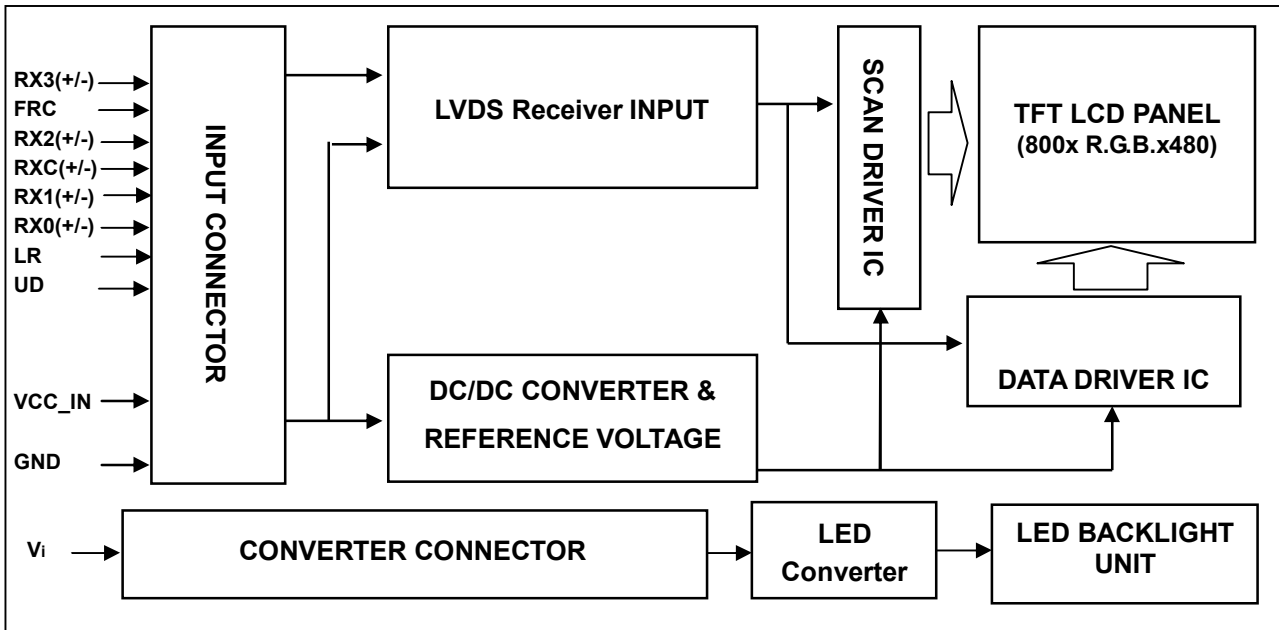 RX3(+/-)
FRC
RX2(+/-)
RXC(+/-)
RX1(+/-)
RX0(+/-)
LR
UD
VCC_IN
GND
INPUT CONNECTOR
LVDS Receiver INPUT
DC/DC CONVERTER &
REFERENCE VOLTAGE
SCAN DRIVER IC
TFT LCD PANEL
(800x R.G.B.x480)
DATA DRIVER IC
Vi
CONVERTER CONNECTOR
LED
Converter
LED BACKLIGHT
UNIT